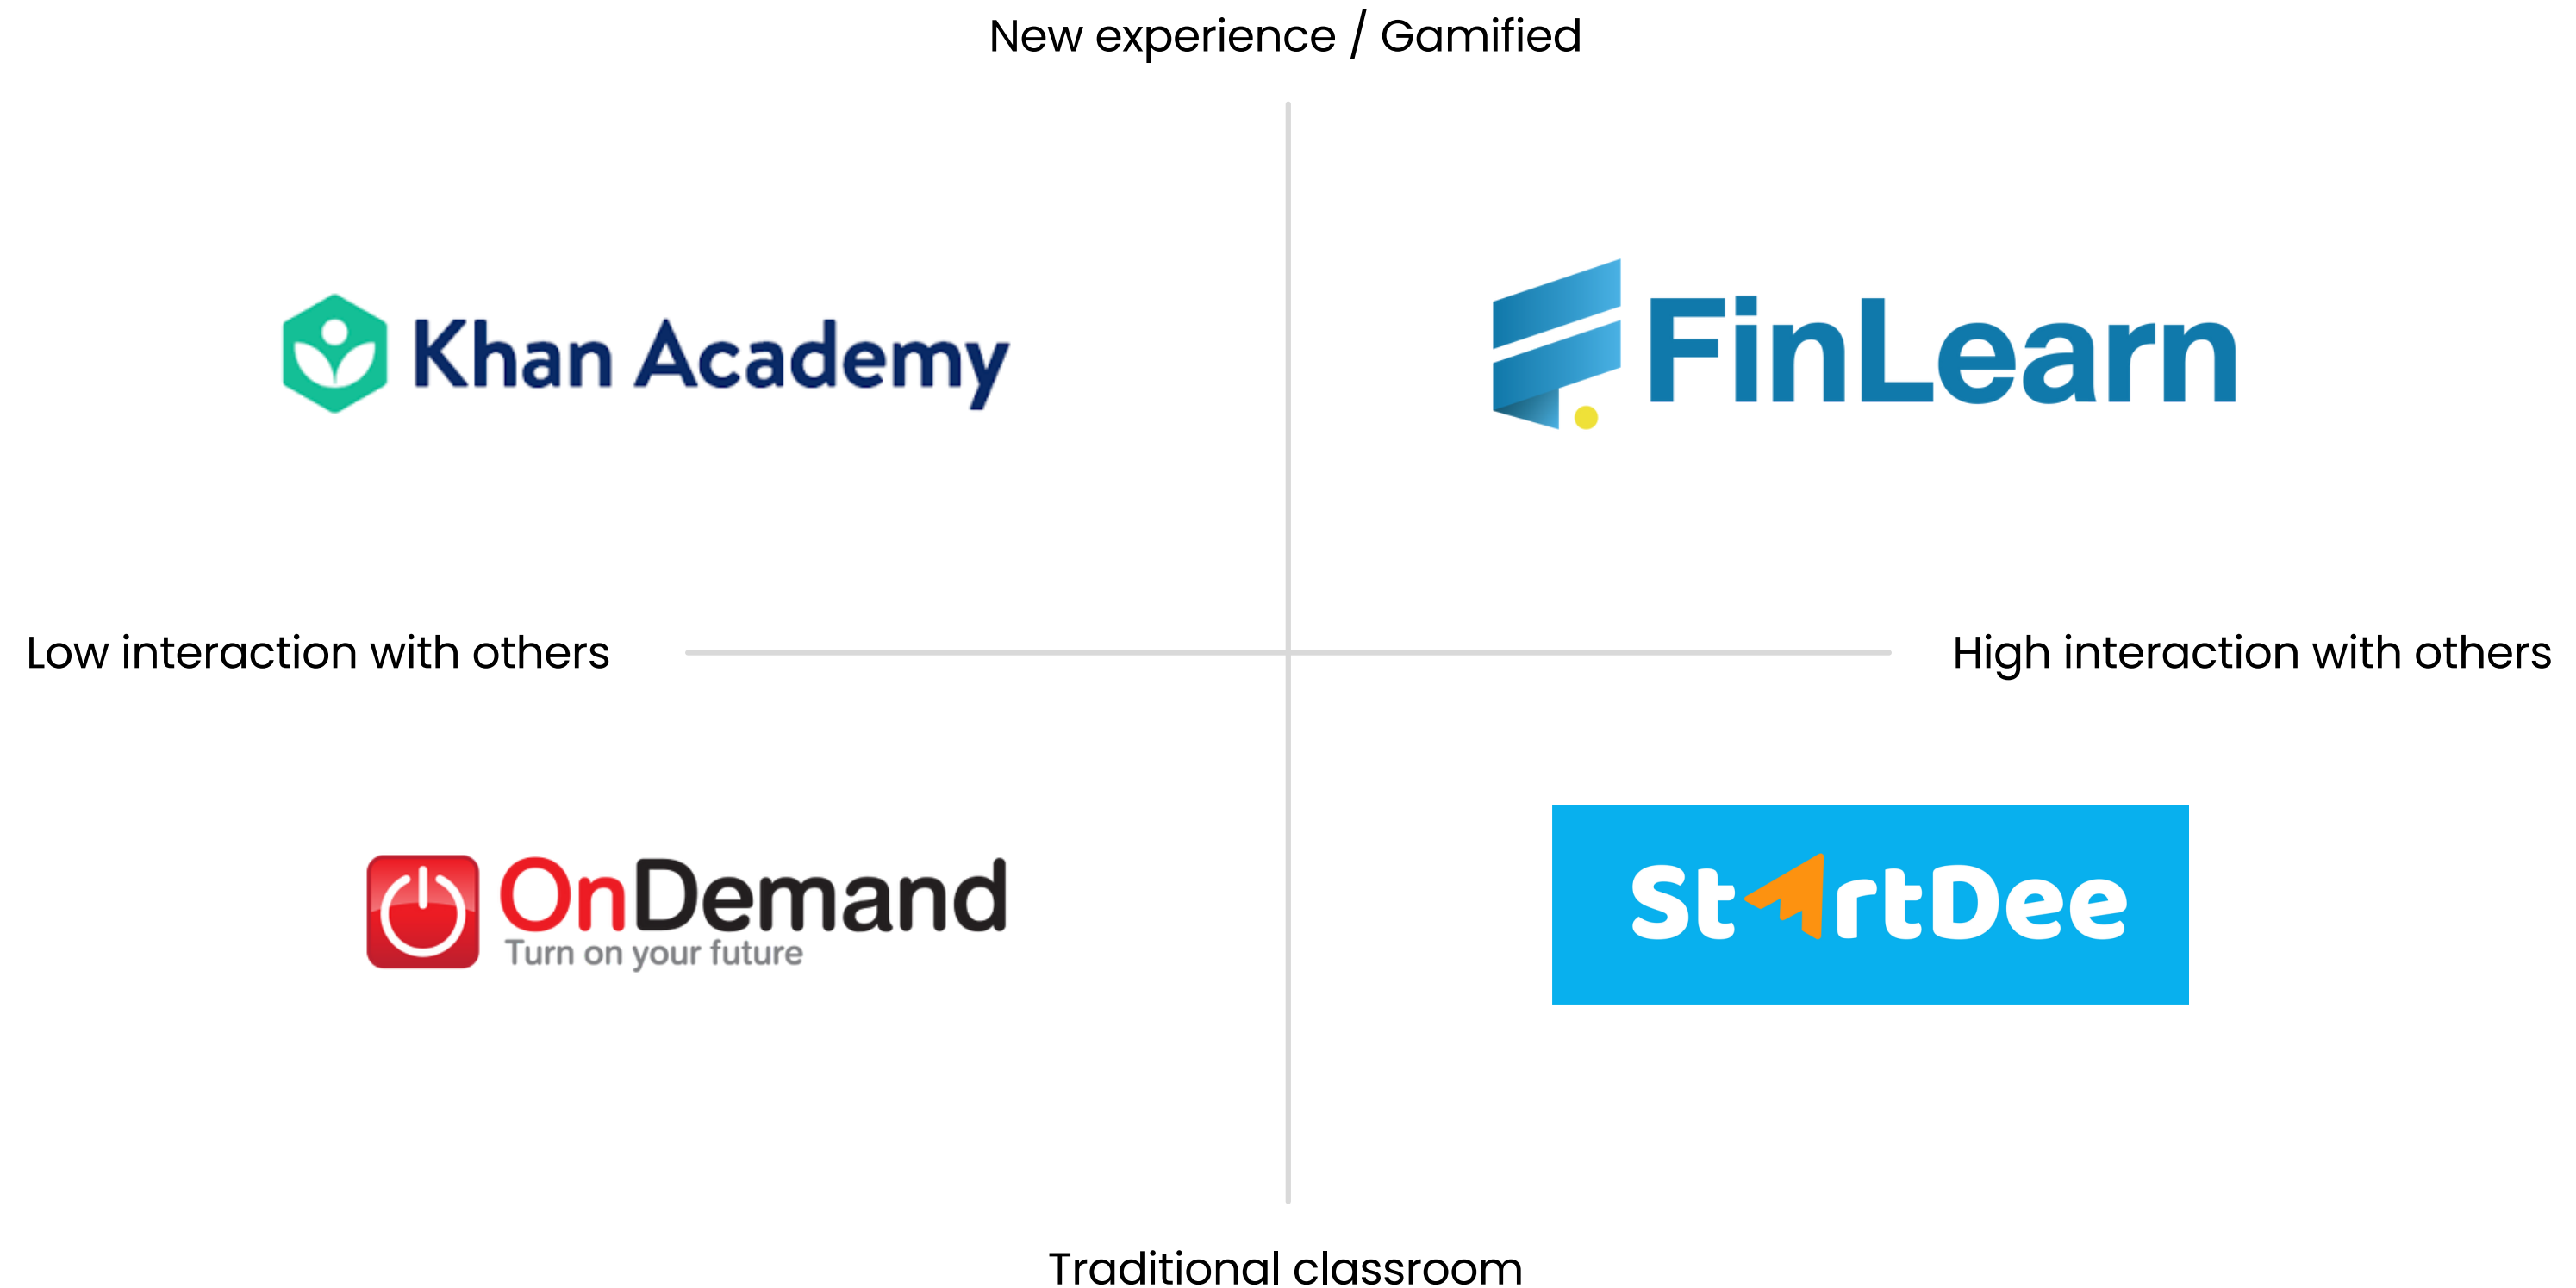 New experience / Gamified
Khan Academy
FinLearn
Low interaction with others
High interaction with others
OnDemand
Turn on your future
StartDee
Traditional classroom